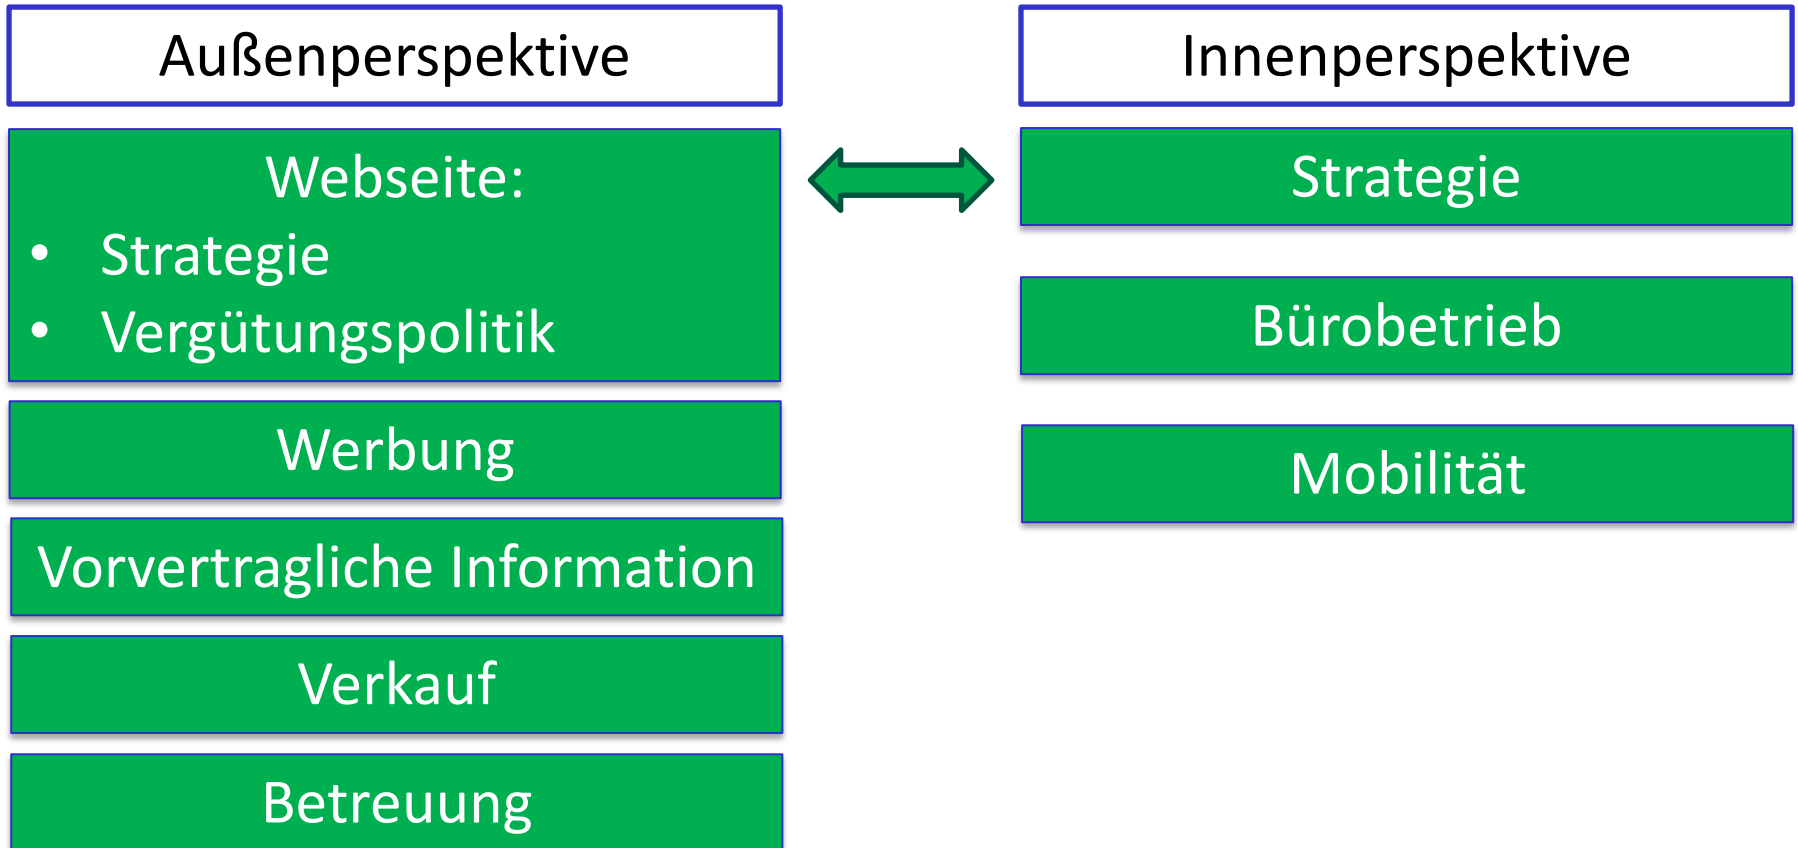 Außenperspektive
Webseite:
• Strategie
• Vergütungspolitik
Werbung
Vorvertragliche Information
Verkauf
Betreuung
Innenperspektive
Strategie
Bürobetrieb
Mobilität